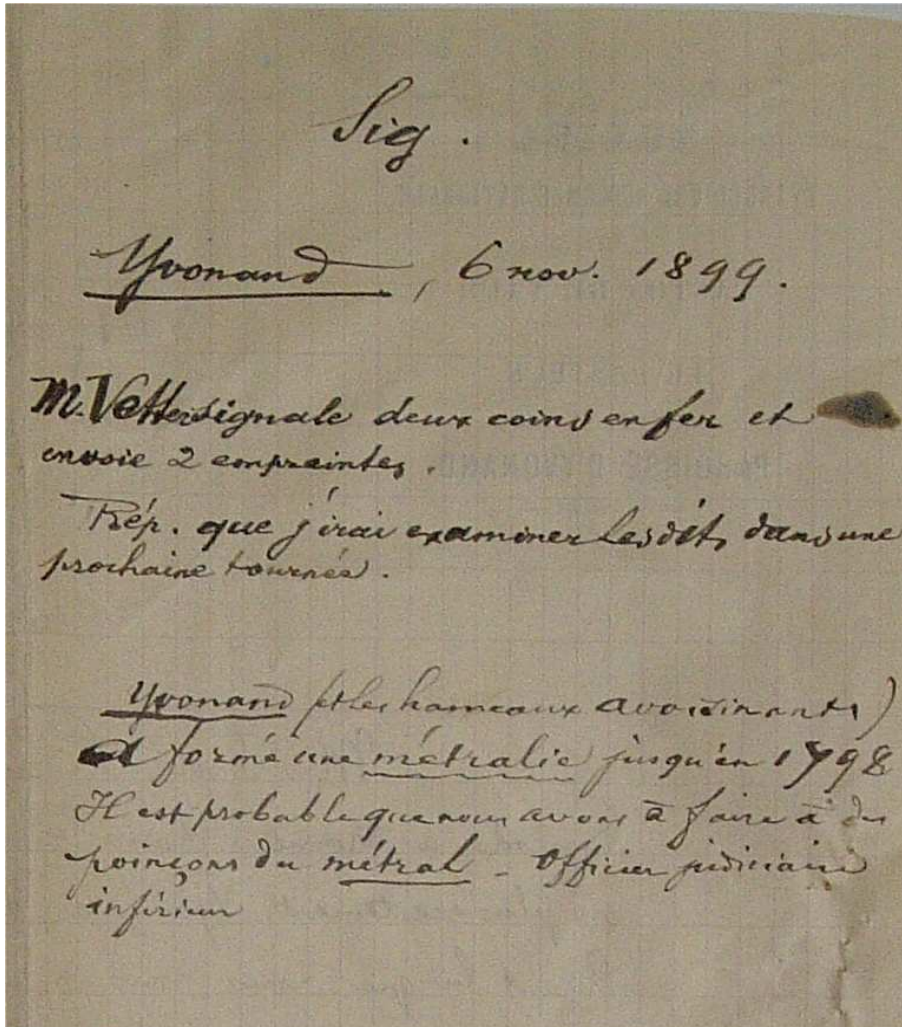 Sig.
Yvonand, 6 nov. 1899.
M. Vetter signale deux coins en fer et
envoie 2 empreintes.
Rép. que j'irai examiner les dits dans une
prochaine tournée.
Yvonand (et les hameaux avoisinants)
a formé une métralie jusqu'en 1798
Il est probable que nous avons à faire à des
poinçons du métral - Officier judiciaire
inférieur